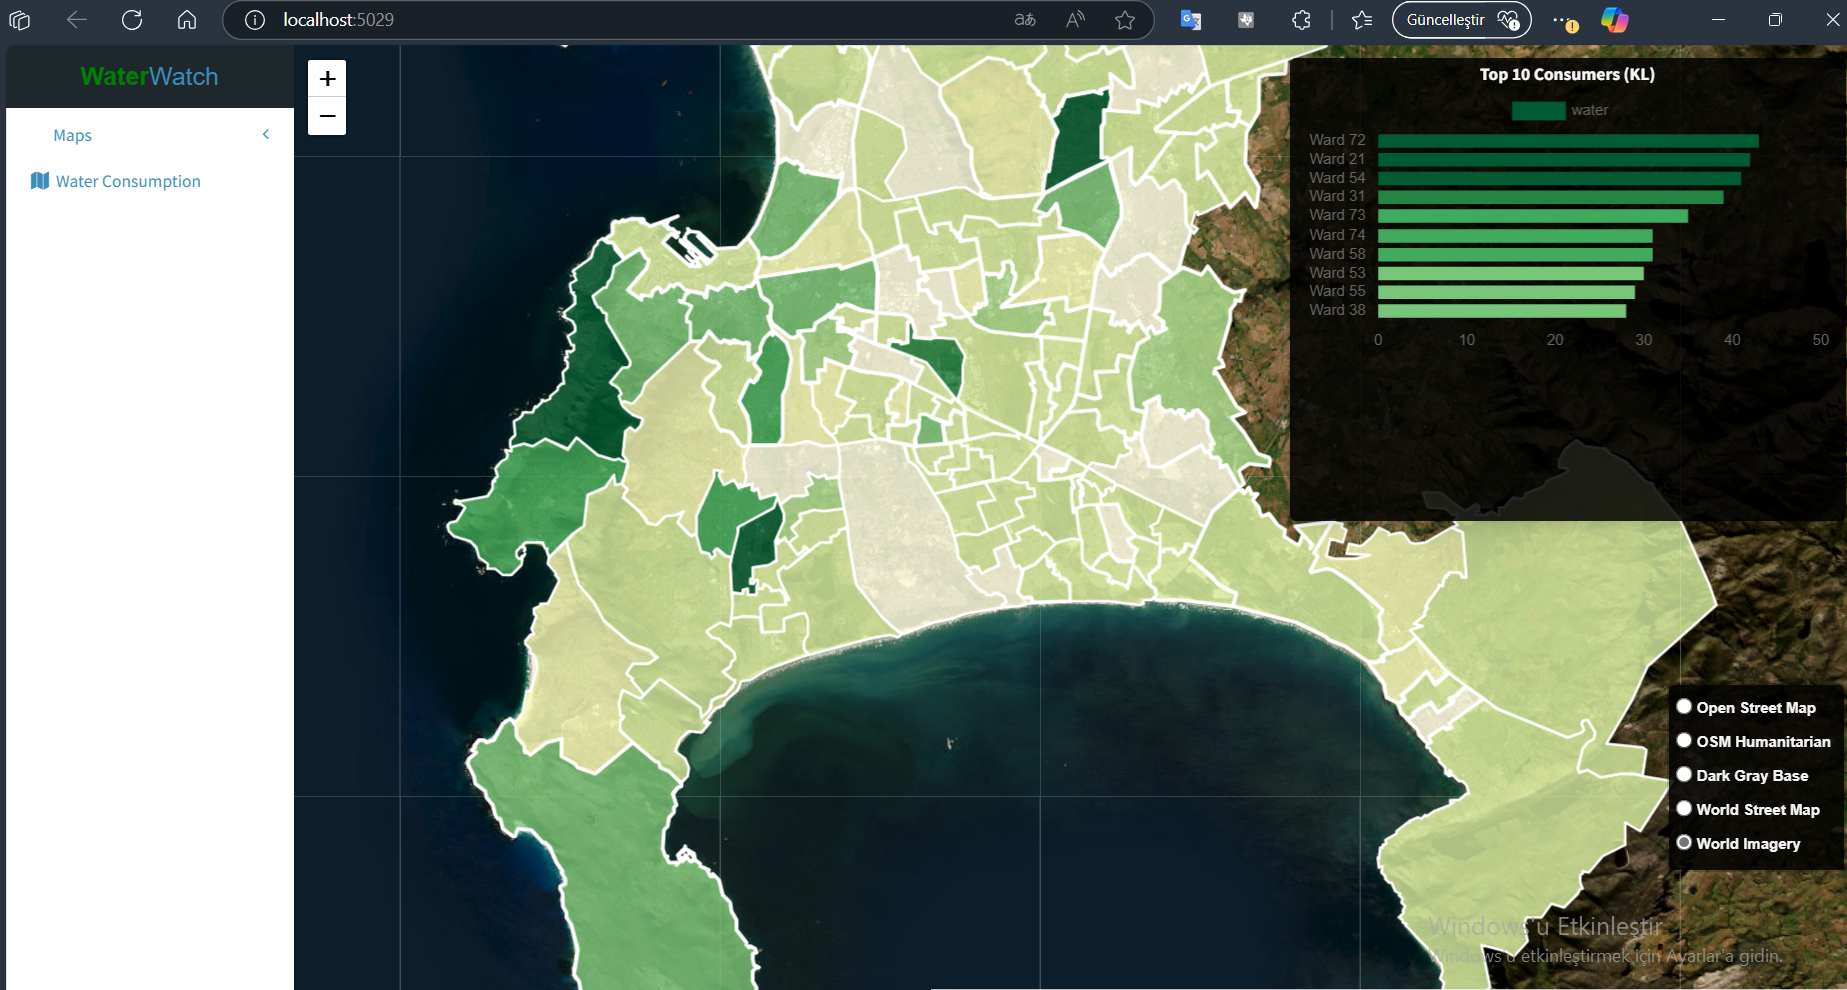 localhost:5029
aあ
A
Güncelleştir
WaterWatch
Maps
Water Consumption
+
−
Top 10 Consumers (KL)
water
Ward 72
Ward 21
Ward 54
Ward 31
Ward 73
Ward 74
Ward 58
Ward 53
Ward 55
Ward 38
0 10 20 30 40 50
Open Street Map
OSM Humanitarian
Dark Gray Base
World Street Map
World Imagery
Windows'u Etkinleştir
Windows'u etkinleştirmek için Ayarlar'a gidin.